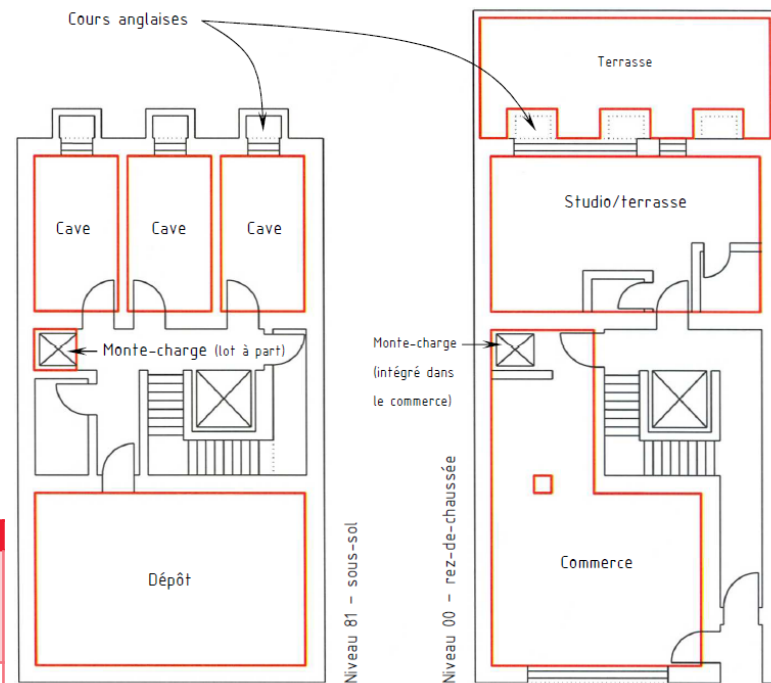 Cours anglaises
Terrasse
Cave
Cave
Cave
Studio/terrasse
Monte-charge (lot à part)
Monte-charge
(intégré dans
le commerce)
Dépôt
Commerce
Niveau 81 - sous-sol
Niveau 00 - rez-de-chaussée